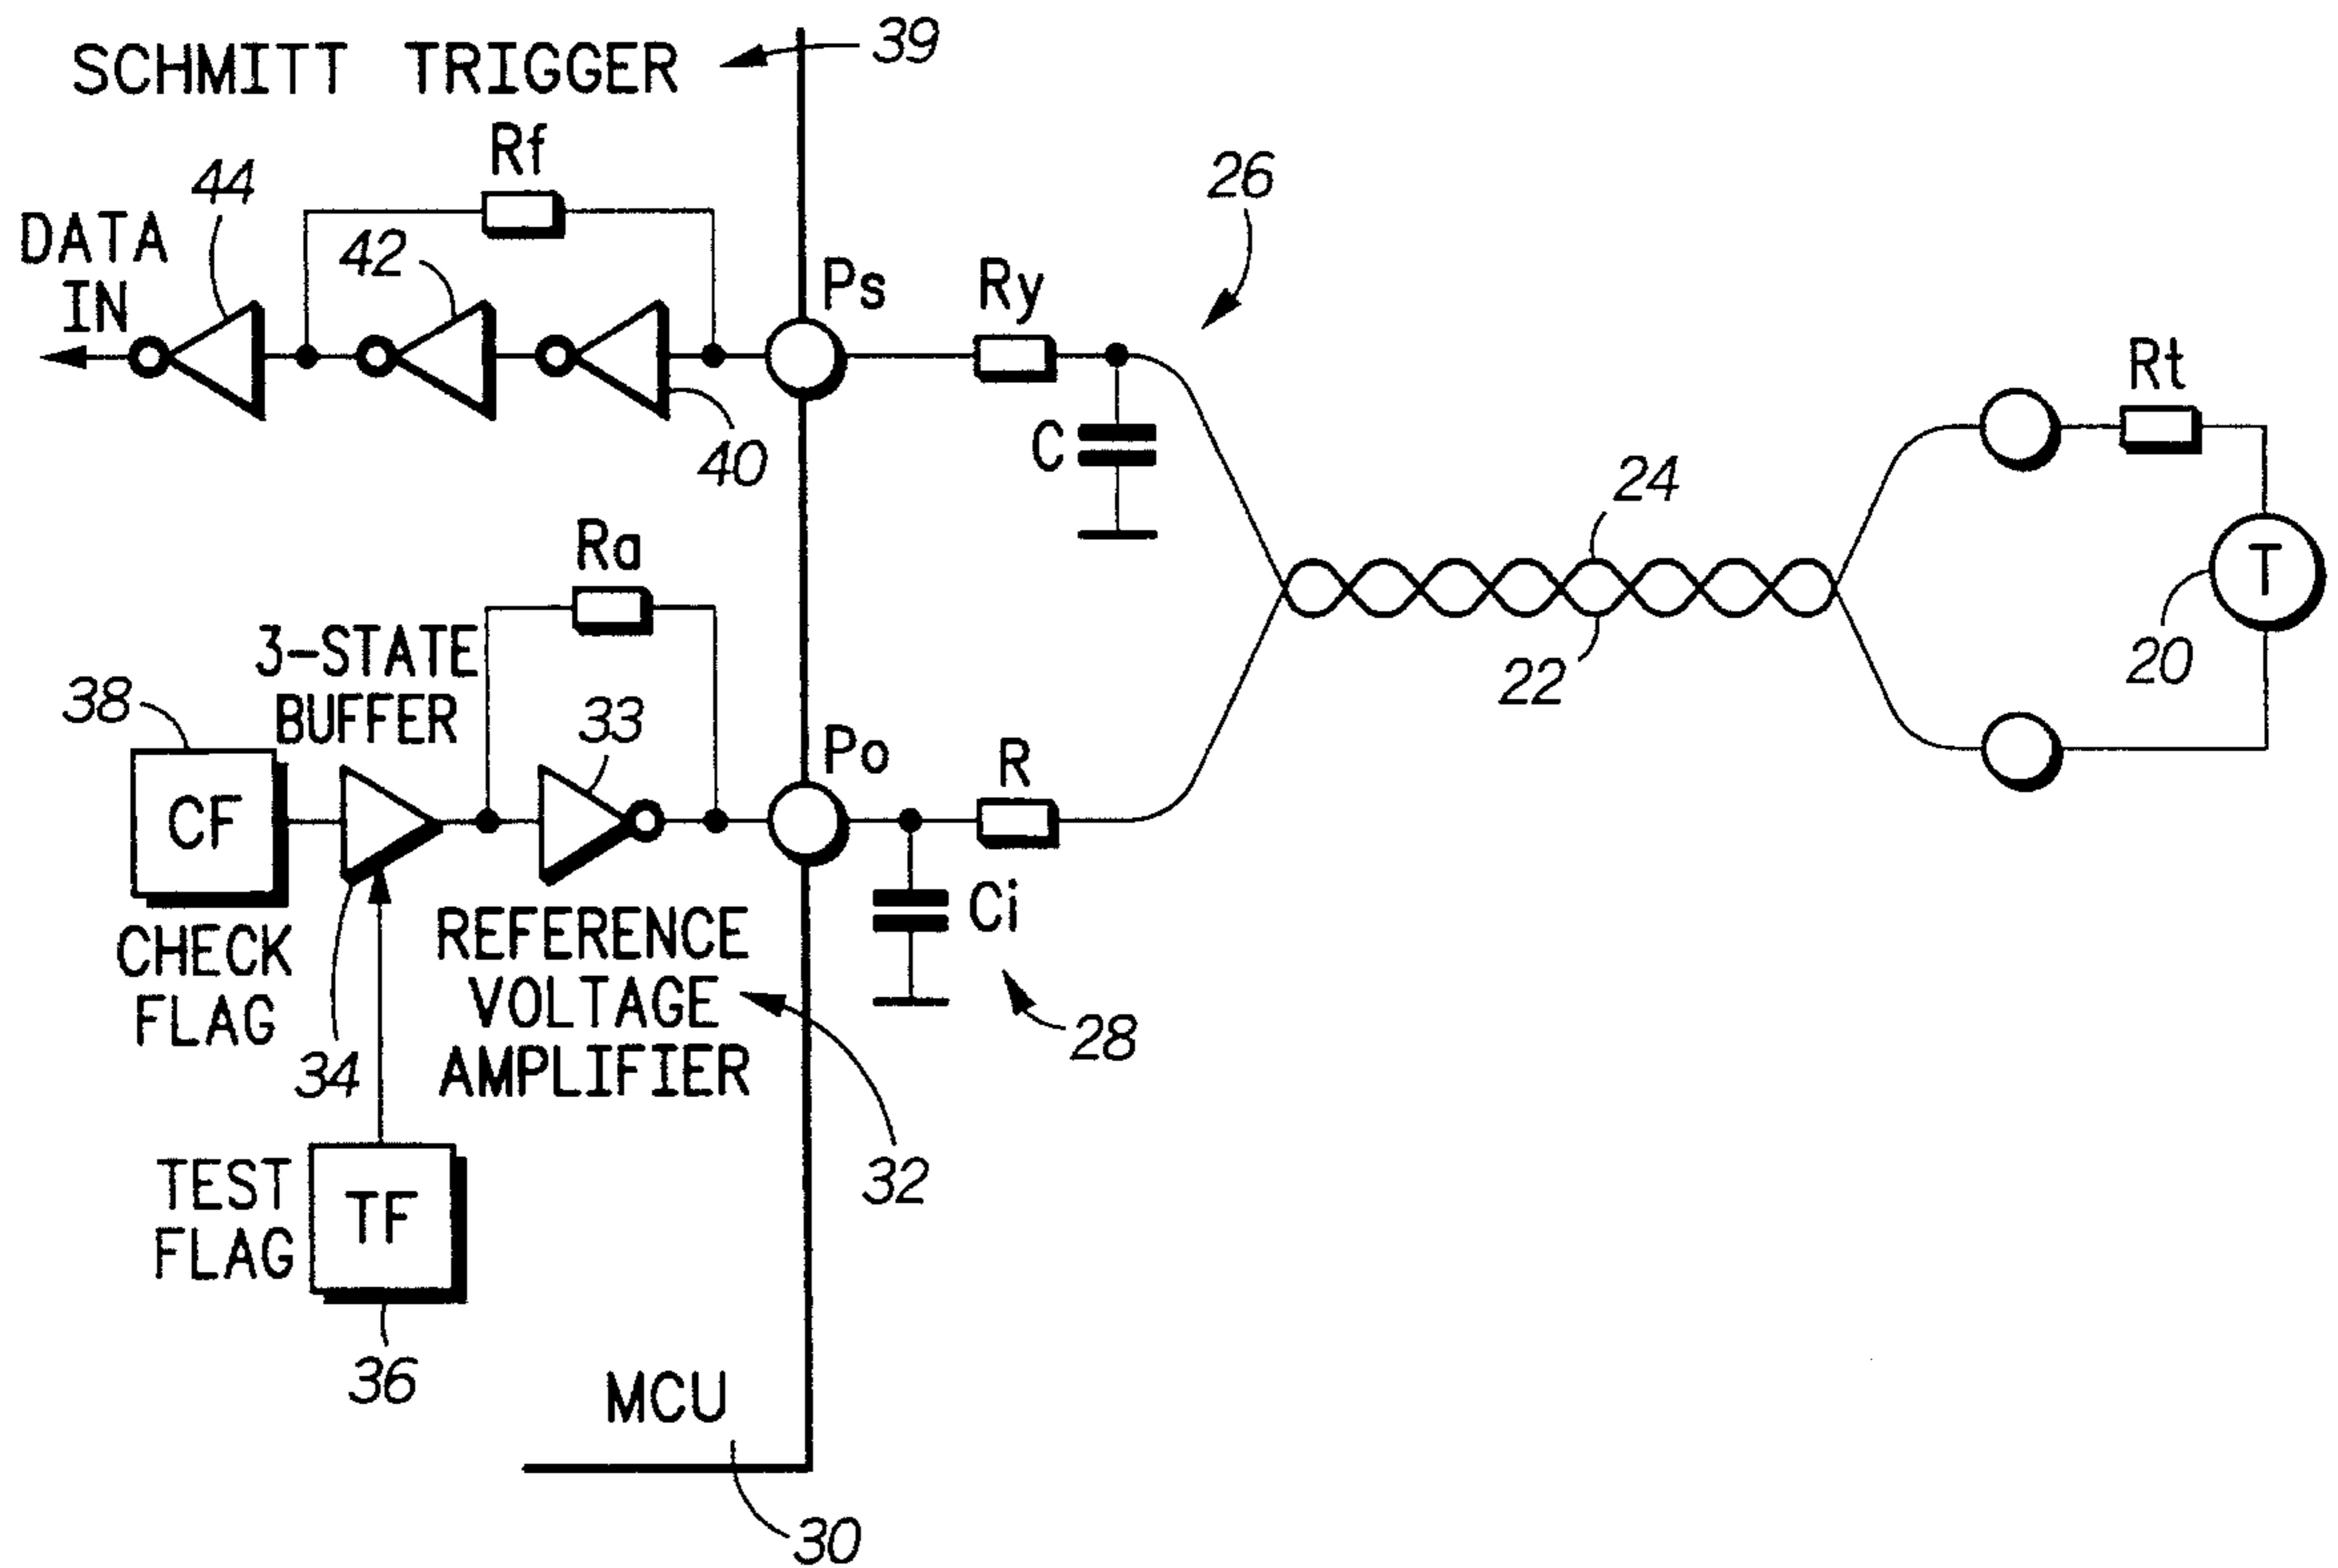 SCHMITT TRIGGER
39
Rf
44
42
DATA
IN
Ps
Ry
26
40
C
Rt
24
T
20
22
Ra
3-STATE
BUFFER
38
33
Po
R
CF
CHECK
FLAG
34
REFERENCE
VOLTAGE
AMPLIFIER
Ci
28
32
TEST
FLAG
TF
36
MCU
30